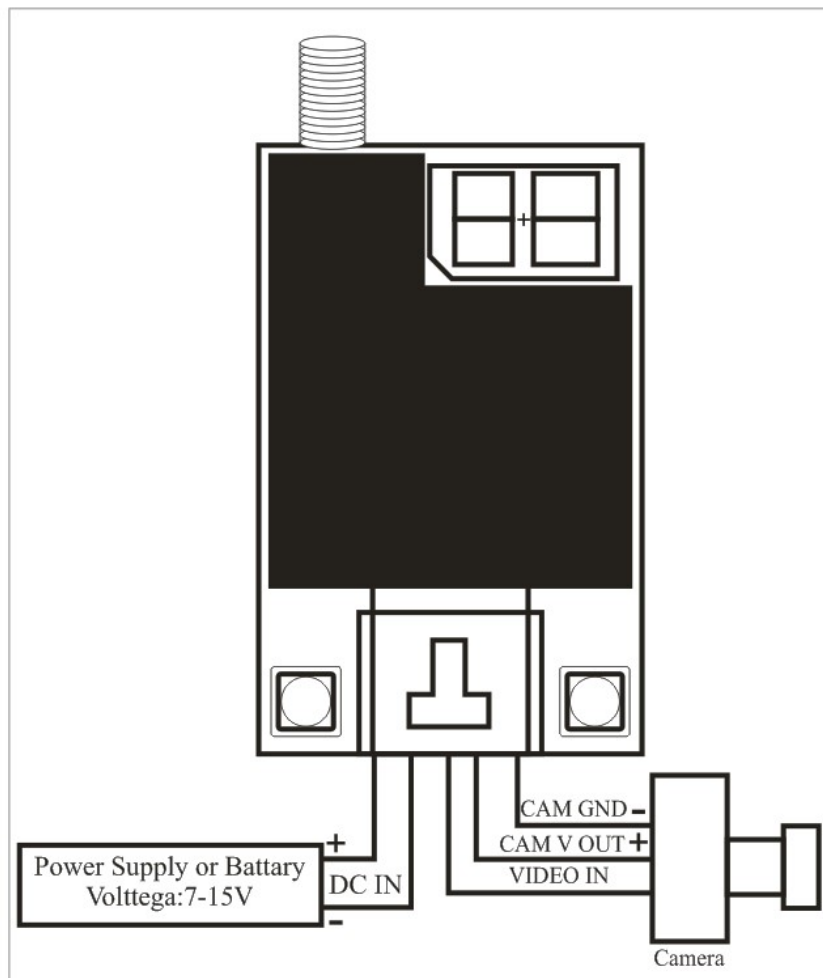 CAM GND -
CAM V OUT +
VIDEO IN
+
Power Supply or Battary
Volttega:7-15V
DC IN
-
Camera